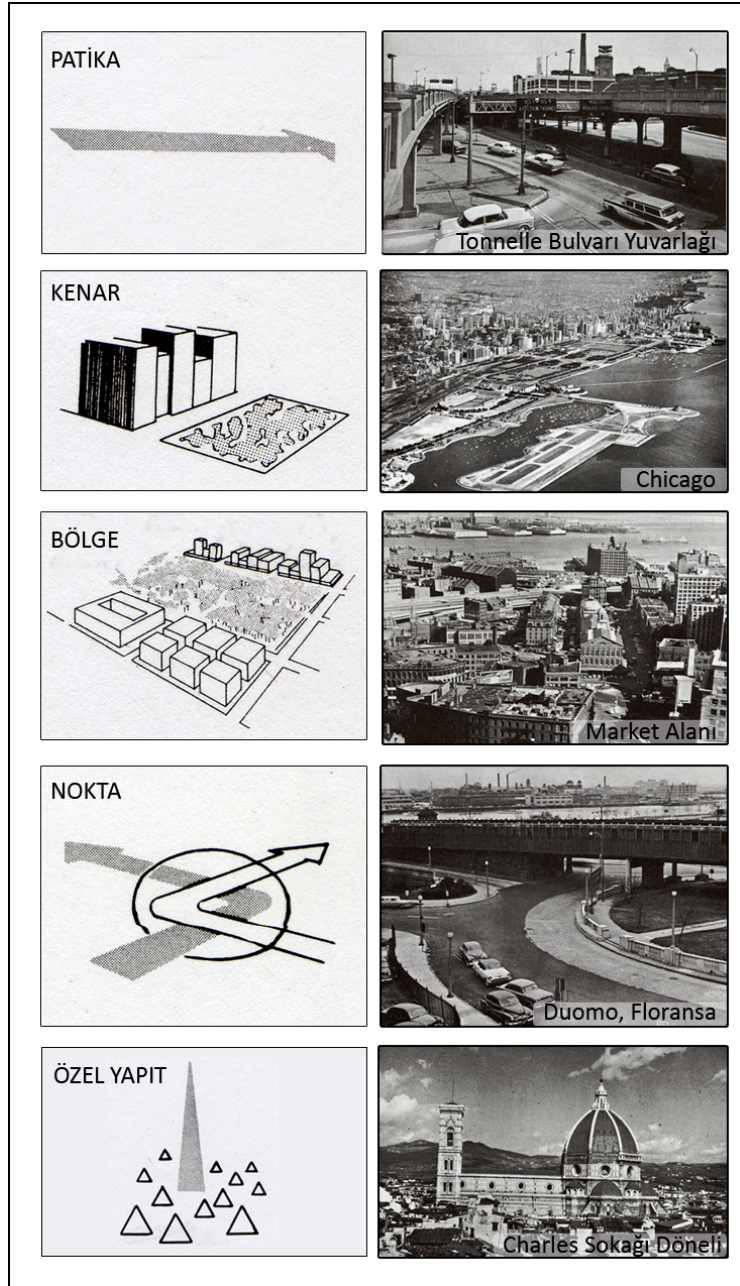 PATİKA
Tonnelle Bulvarı Yuvarlağı
KENAR
Chicago
BÖLGE
Market Alanı
NOKTA
Duomo, Floransa
ÖZEL YAPIT
Charles Sokağı Döneli